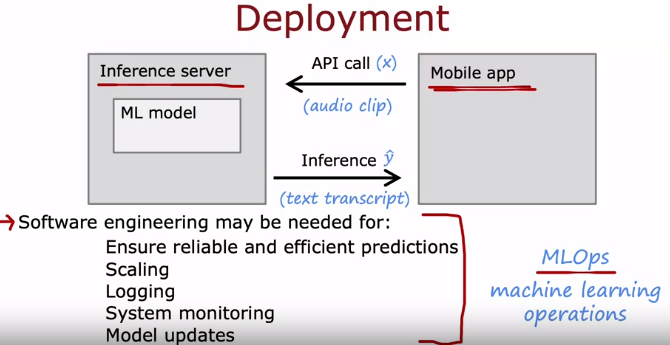 Deployment
Inference server
ML model
API call (x)
(audio clip)
Mobile app
Inference ŷ
(text transcript)
Software engineering may be needed for:
Ensure reliable and efficient predictions
Scaling
Logging
System monitoring
Model updates
MLOps
machine learning
operations